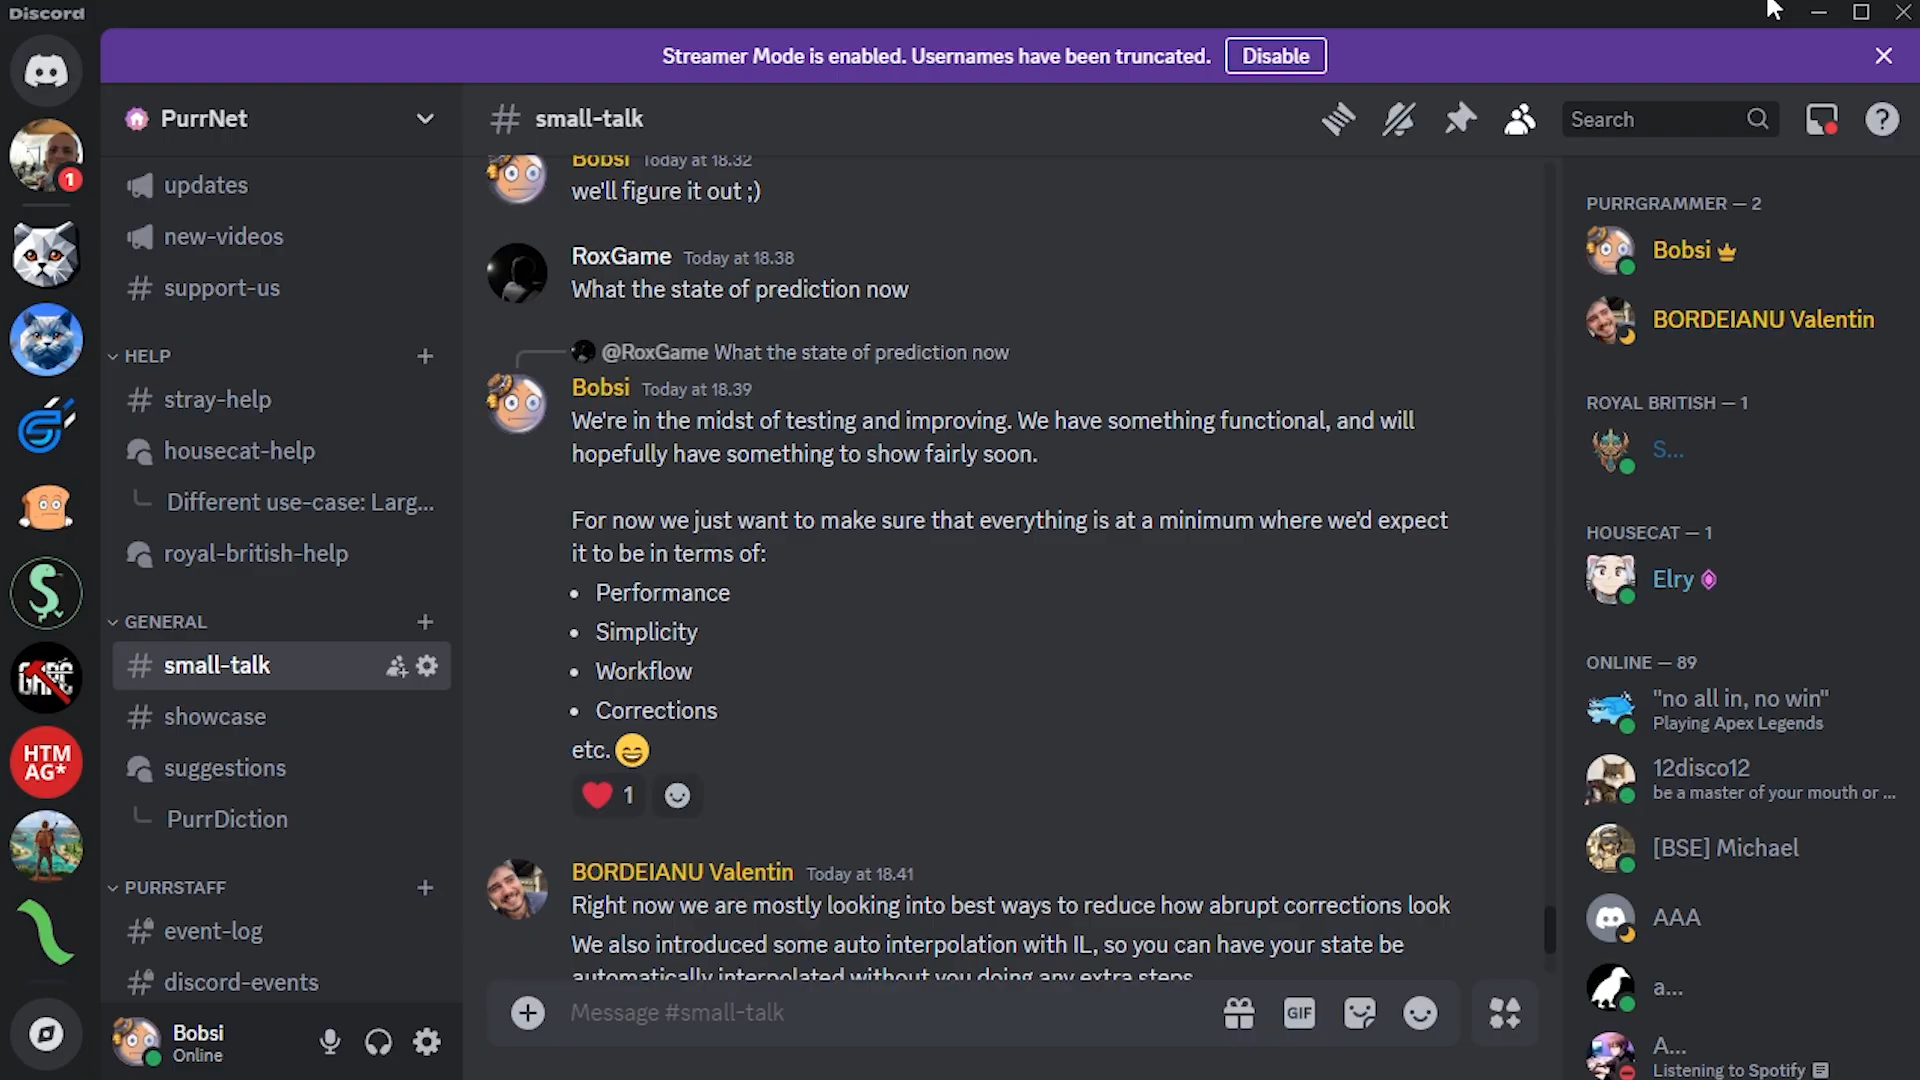 Discord
Streamer Mode is enabled. Usernames have been truncated.
Disable
1
HTM
AG*
PurrNet
updates
new-videos
support-us
HELP
stray-help
housecat-help
Different use-case: Larg...
royal-british-help
GENERAL
small-talk
showcase
suggestions
PurrDiction
PURRSTAFF
event-log
discord-events
Bobsi
Online
small-talk
Search
Bobsi Today at 18.32
we'll figure it out ;)
RoxGame Today at 18.38
What the state of prediction now
@RoxGame What the state of prediction now
Bobsi Today at 18.39
We're in the midst of testing and improving. We have something functional, and will
hopefully have something to show fairly soon.
For now we just want to make sure that everything is at a minimum where we'd expect
it to be in terms of:
• Performance
• Simplicity
• Workflow
• Corrections
etc. 😄
❤️ 1
BORDEIANU Valentin Today at 18.41
Right now we are mostly looking into best ways to reduce how abrupt corrections look
We also introduced some auto interpolation with IL, so you can have your state be
automatically interpolated without you doing any extra steps
Message #small-talk
GIF
PURRGRAMMER — 2
Bobsi
BORDEIANU Valentin
ROYAL BRITISH — 1
S...
HOUSECAT — 1
Elry
ONLINE — 89
"no all in, no win"
Playing Apex Legends
12disco12
be a master of your mouth or ...
[BSE] Michael
AAA
a...
A...
Listening to Spotify